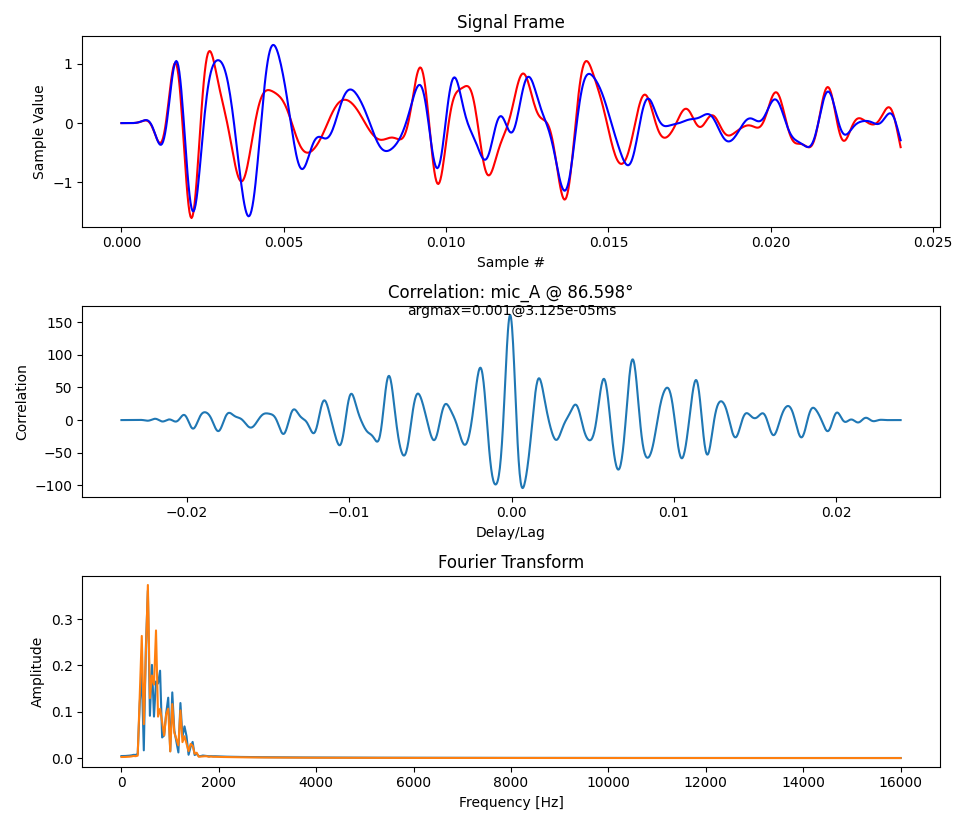 Signal Frame
Sample Value
1
0
−1
0.000 0.005 0.010 0.015 0.020 0.025
Sample #
Correlation: mic_A @ 86.598°
argmax=0.001@3.125e-05ms
Correlation
150
100
50
0
−50
−100
−0.02 −0.01 0.00 0.01 0.02
Delay/Lag
Fourier Transform
Amplitude
0.3
0.2
0.1
0.0
0 2000 4000 6000 8000 10000 12000 14000 16000
Frequency [Hz]